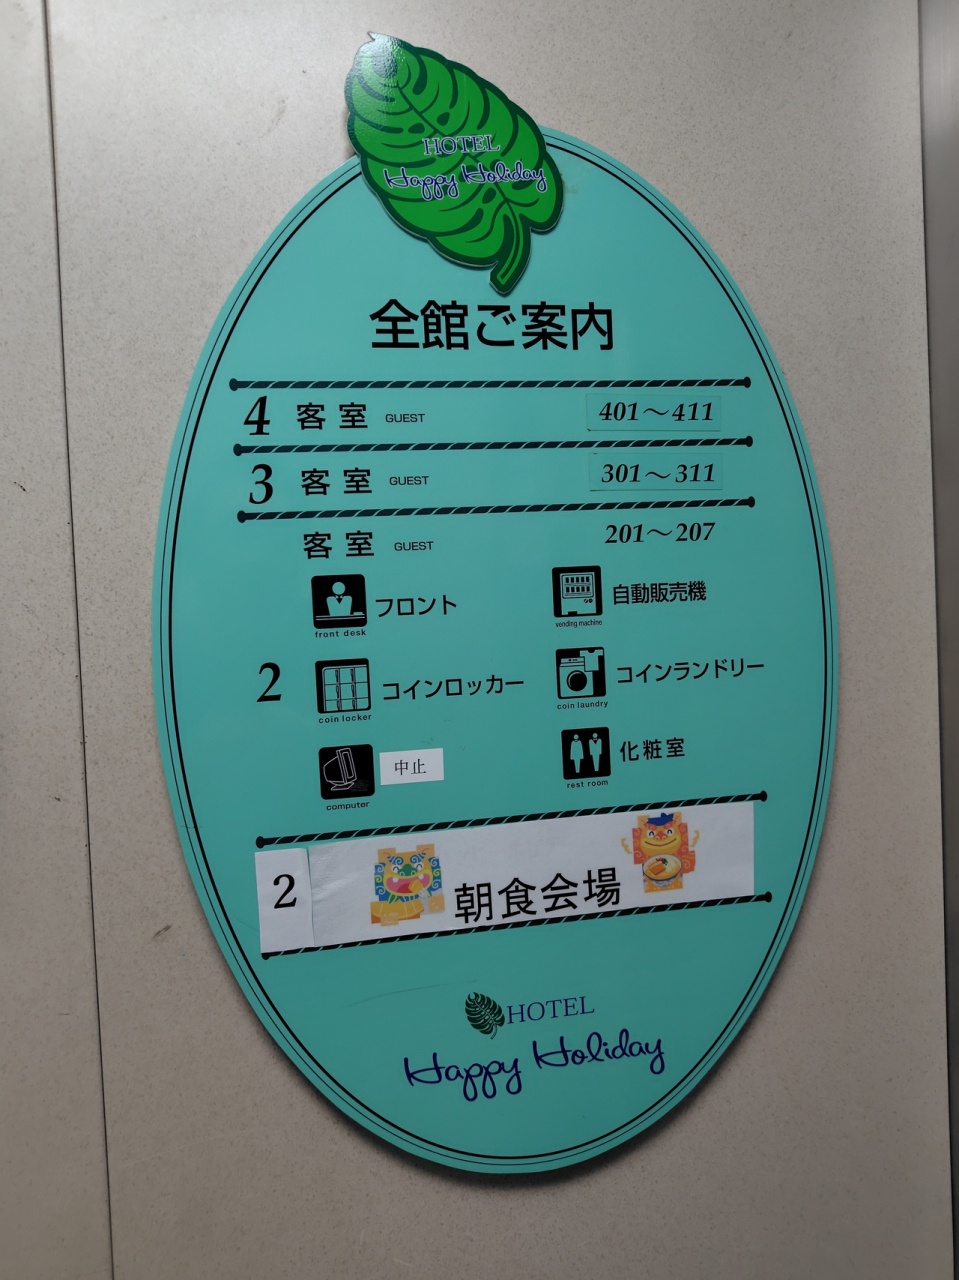 HOTEL
Happy Holiday
全館ご案内
4 客室 GUEST 401～411
3 客室 GUEST 301～311
客室 GUEST 201～207
フロント 自動販売機
front desk vending machine
2 コインロッカー コインランドリー
coin locker coin laundry
中止 化粧室
computer rest room
2 朝食会場
HOTEL
Happy Holiday